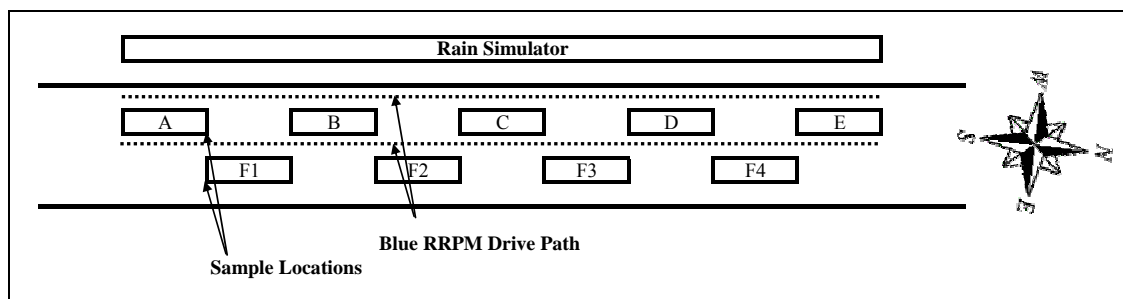 Rain Simulator
A B C D E
F1 F2 F3 F4
Blue RRPM Drive Path
Sample Locations
W
S
N
E